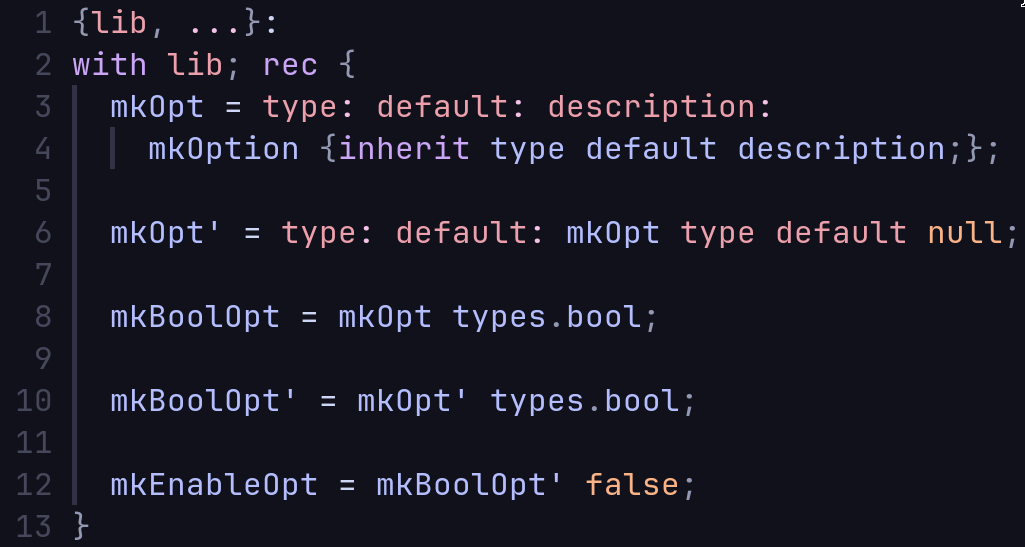 1 {lib, ...}:
2 with lib; rec {
3   mkOpt = type: default: description:
4     mkOption {inherit type default description;};
5
6   mkOpt' = type: default: mkOpt type default null;
7
8   mkBoolOpt = mkOpt types.bool;
9
10   mkBoolOpt' = mkOpt' types.bool;
11
12   mkEnableOpt = mkBoolOpt' false;
13 }